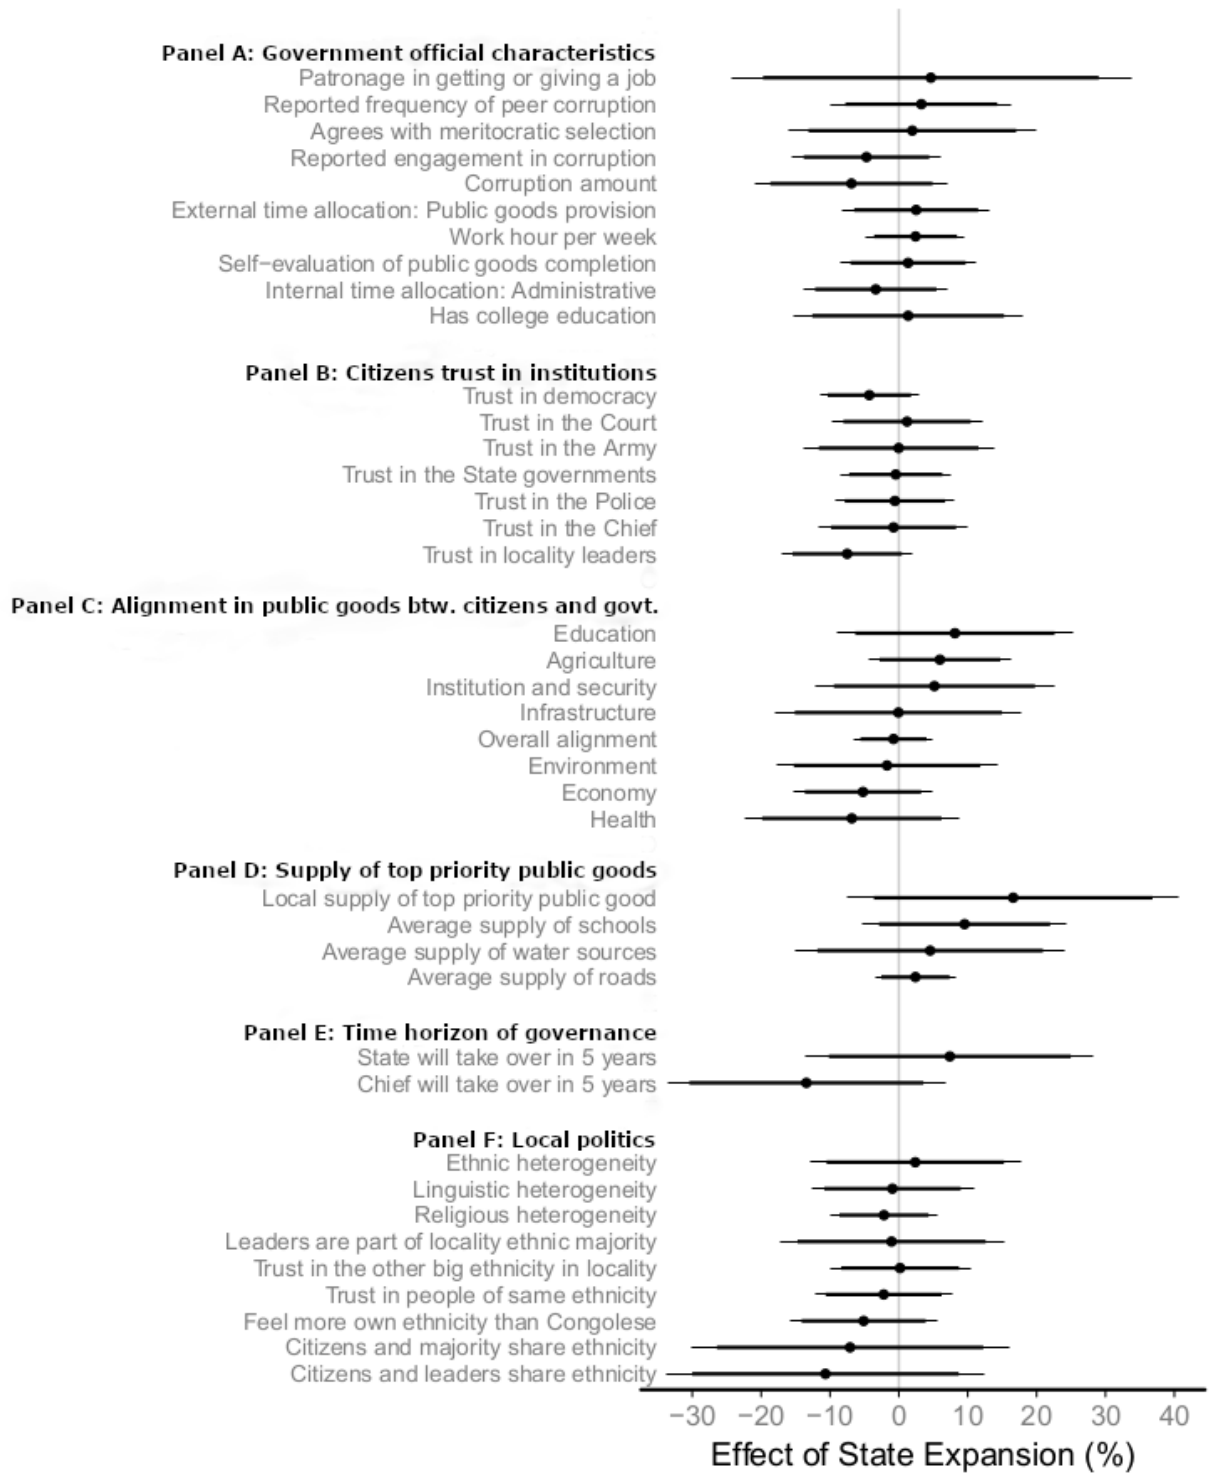 Panel A: Government official characteristics
Patronage in getting or giving a job
Reported frequency of peer corruption
Agrees with meritocratic selection
Reported engagement in corruption
Corruption amount
External time allocation: Public goods provision
Work hour per week
Self−evaluation of public goods completion
Internal time allocation: Administrative
Has college education
Panel B: Citizens trust in institutions
Trust in democracy
Trust in the Court
Trust in the Army
Trust in the State governments
Trust in the Police
Trust in the Chief
Trust in locality leaders
Panel C: Alignment in public goods btw. citizens and govt.
Education
Agriculture
Institution and security
Infrastructure
Overall alignment
Environment
Economy
Health
Panel D: Supply of top priority public goods
Local supply of top priority public good
Average supply of schools
Average supply of water sources
Average supply of roads
Panel E: Time horizon of governance
State will take over in 5 years
Chief will take over in 5 years
Panel F: Local politics
Ethnic heterogeneity
Linguistic heterogeneity
Religious heterogeneity
Leaders are part of locality ethnic majority
Trust in the other big ethnicity in locality
Trust in people of same ethnicity
Feel more own ethnicity than Congolese
Citizens and majority share ethnicity
Citizens and leaders share ethnicity
−30 −20 −10 0 10 20 30 40
Effect of State Expansion (%)